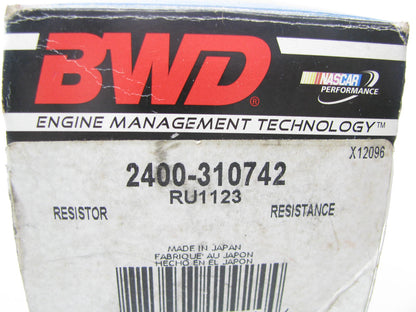 BWD®
NASCAR
PERFORMANCE
ENGINE MANAGEMENT TECHNOLOGY™
X12096
2400-310742
RU1123
RESISTOR RESISTANCE
MADE IN JAPAN
FABRIQUE AU JAPON
HECHO EN EL JAPON